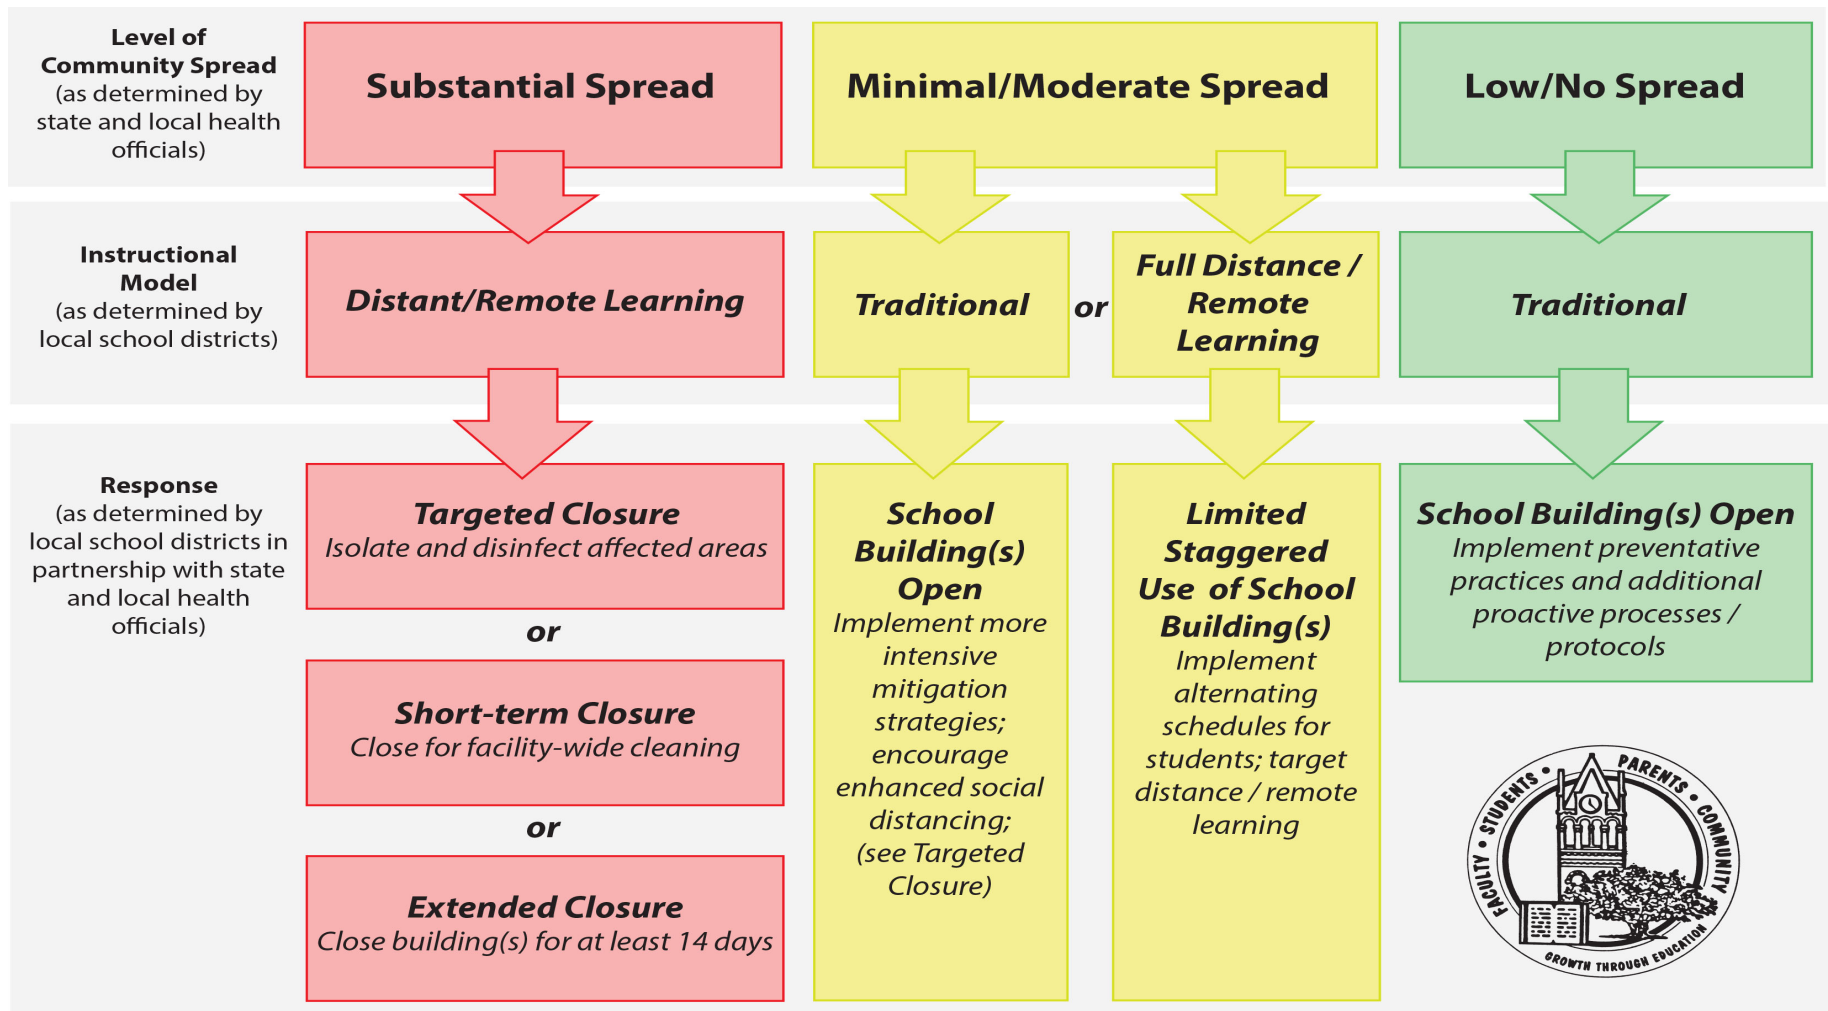 Level of
Community Spread
(as determined by
state and local health
officials)
Substantial Spread
Minimal/Moderate Spread
Low/No Spread
Instructional
Model
(as determined by
local school districts)
Distant/Remote Learning
Traditional
or
Full Distance /
Remote
Learning
Traditional
Response
(as determined by
local school districts in
partnership with state
and local health
officials)
Targeted Closure
Isolate and disinfect affected areas
or
Short-term Closure
Close for facility-wide cleaning
or
Extended Closure
Close building(s) for at least 14 days
School
Building(s)
Open
Implement more
intensive
mitigation
strategies;
encourage
enhanced social
distancing;
(see Targeted
Closure)
Limited
Staggered
Use of School
Building(s)
Implement
alternating
schedules for
students; target
distance / remote
learning
School Building(s) Open
Implement preventative
practices and additional
proactive processes /
protocols
FACULTY • STUDENTS • PARENTS • COMMUNITY
GROWTH THROUGH EDUCATION